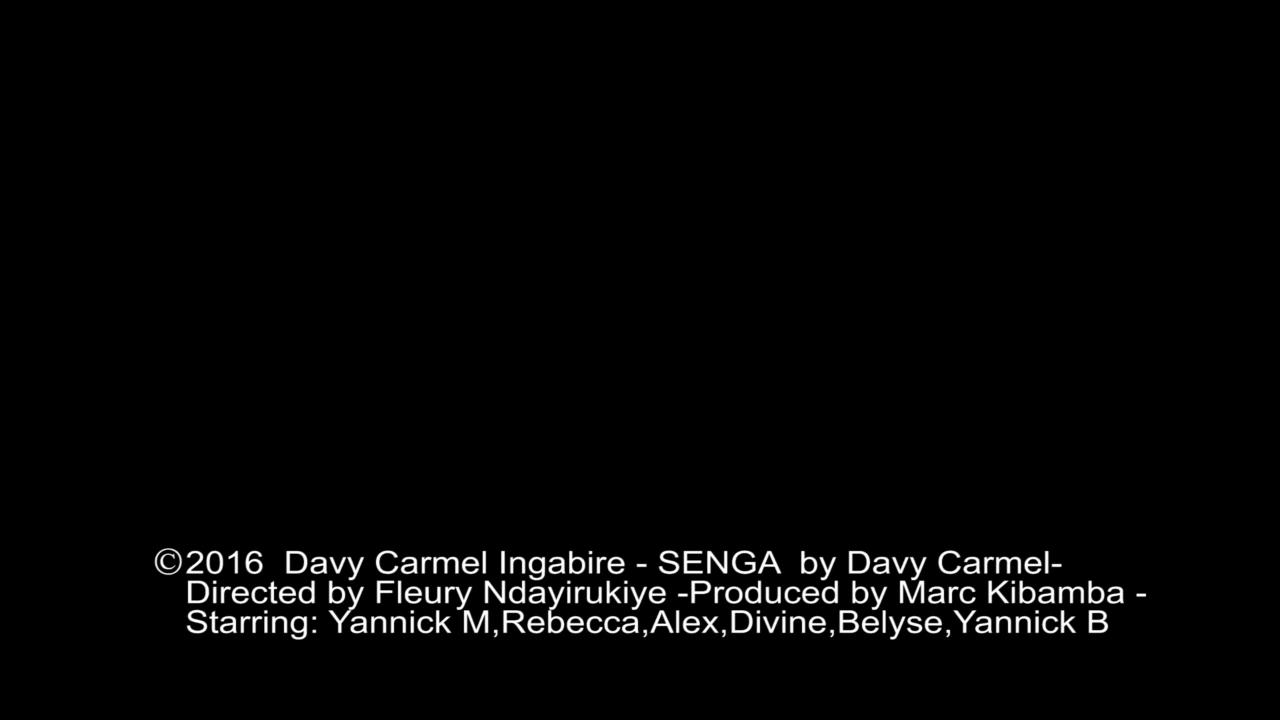 ©2016  Davy Carmel Ingabire - SENGA  by Davy Carmel-
Directed by Fleury Ndayirukiye -Produced by Marc Kibamba -
Starring: Yannick M,Rebecca,Alex,Divine,Belyse,Yannick B